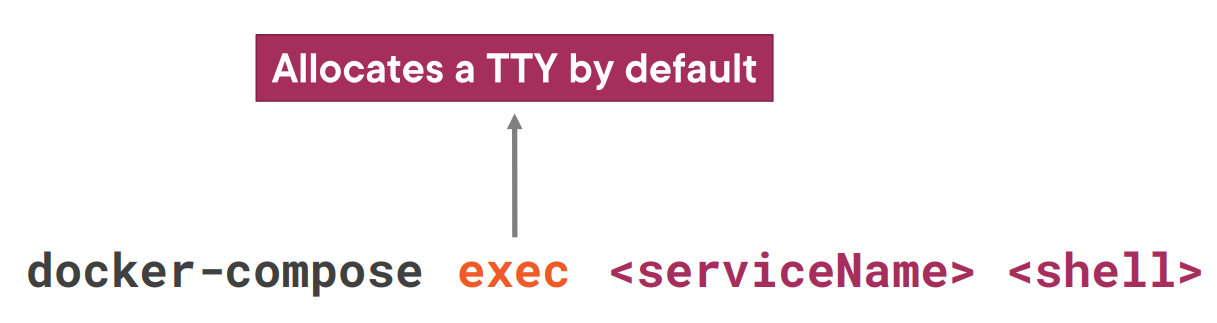 Allocates a TTY by default
docker-compose exec <serviceName> <shell>